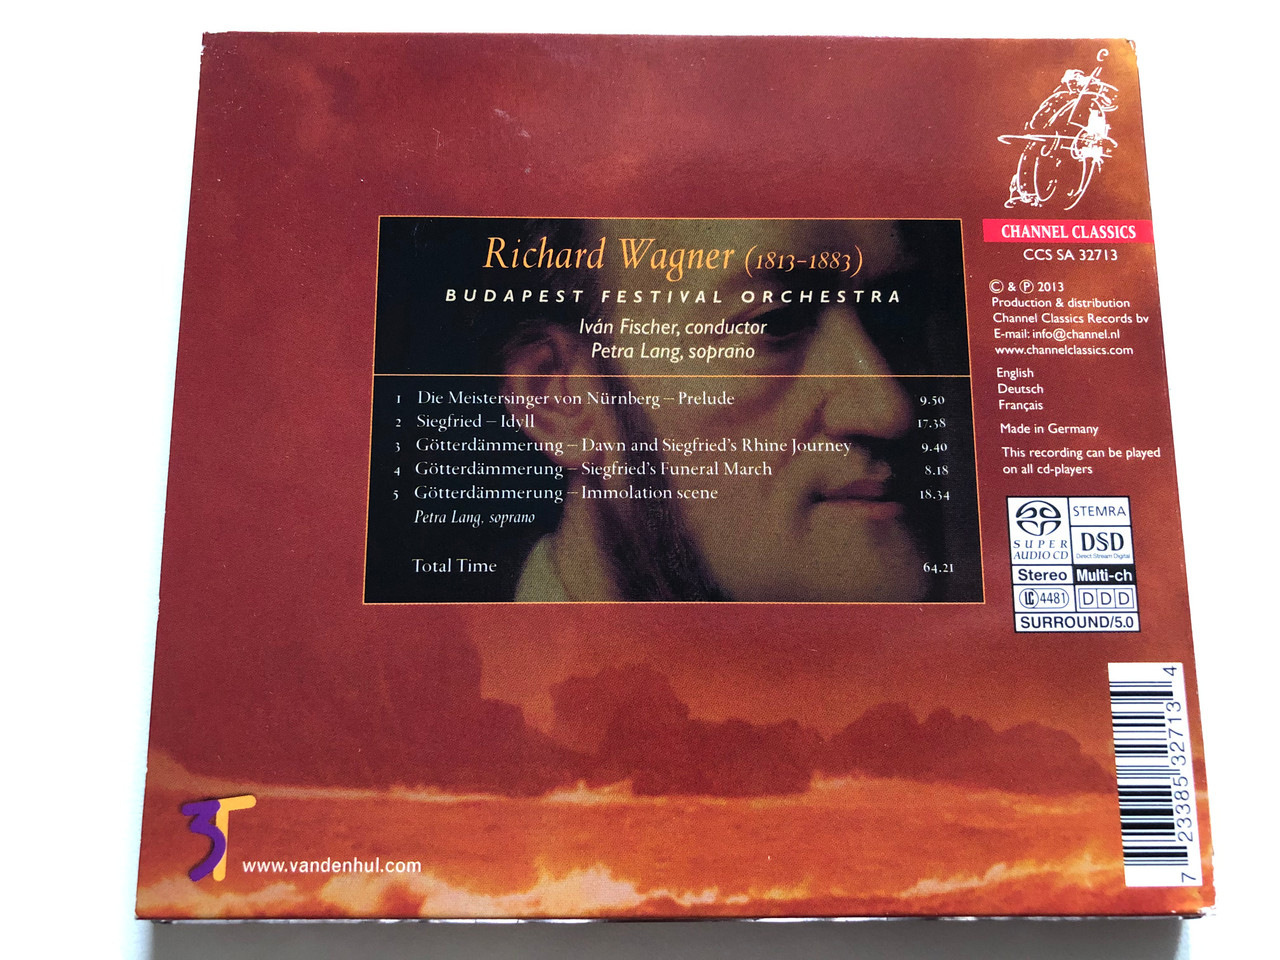 Richard Wagner (1813–1883)
BUDAPEST FESTIVAL ORCHESTRA
Iván Fischer, conductor
Petra Lang, soprano
1 Die Meistersinger von Nürnberg – Prelude 9.50
2 Siegfried – Idyll 17.38
3 Götterdämmerung – Dawn and Siegfried's Rhine Journey 9.40
4 Götterdämmerung – Siegfried's Funeral March 8.18
5 Götterdämmerung – Immolation scene 18.34
Petra Lang, soprano
Total Time 64.21
CHANNEL CLASSICS
CCS SA 32713
© & ℗ 2013
Production & distribution
Channel Classics Records bv
E-mail: info@channel.nl
www.channelclassics.com
English
Deutsch
Français
Made in Germany
This recording can be played
on all cd-players
SUPER AUDIO CD
STEMRA
DSD
Direct Stream Digital
Stereo Multi-ch
LC 4481 D D D
SURROUND/5.0
7 23385 32713 4
3T
www.vandenhul.com